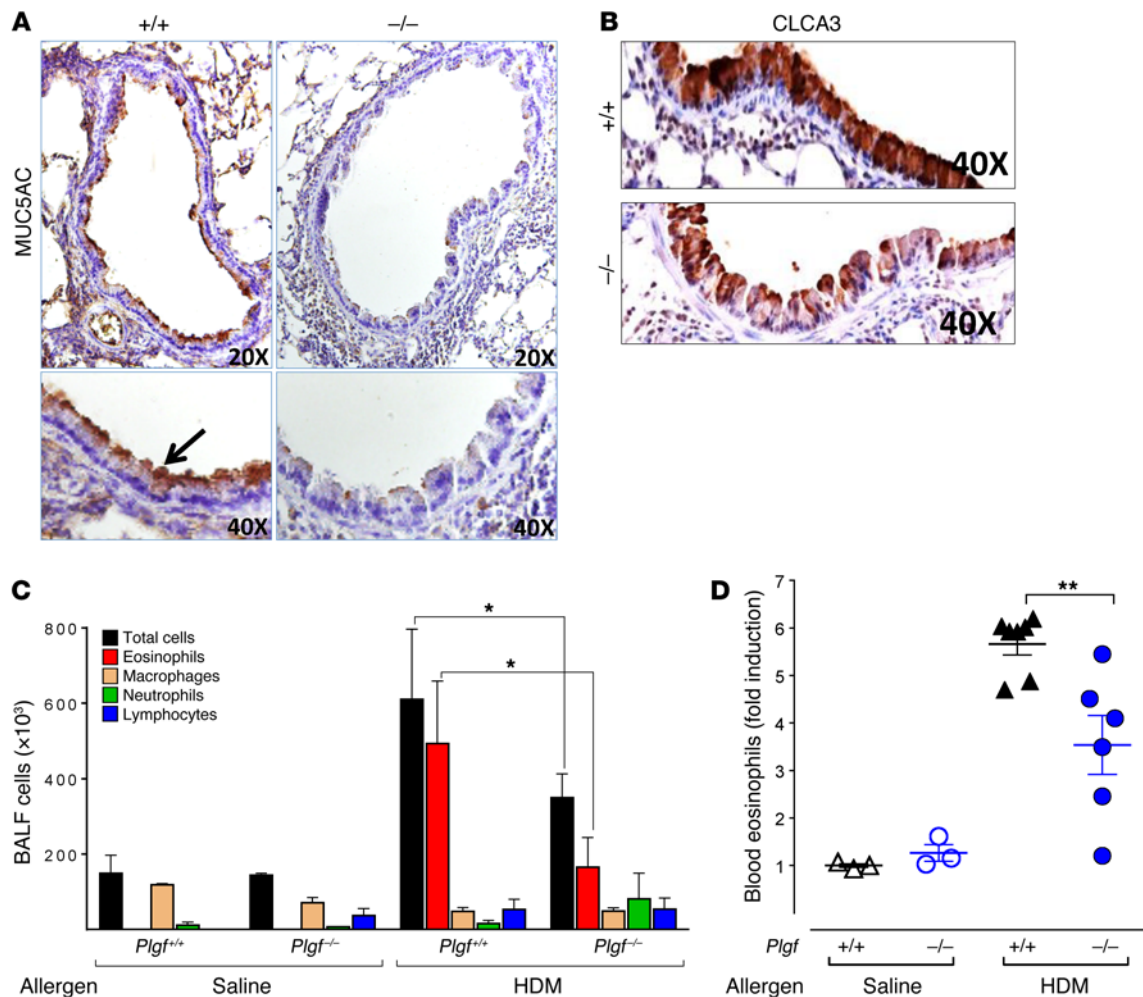 A
+/+
–/–
MUC5AC
20X
20X
40X
40X
B
CLCA3
+/+
40X
–/–
40X
C
BALF cells (×10³)
800
600
400
200
Total cells
Eosinophils
Macrophages
Neutrophils
Lymphocytes
*
*
Plgf+/+
Plgf–/–
Plgf+/+
Plgf–/–
Allergen
Saline
HDM
D
Blood eosinophils (fold induction)
7
6
5
4
3
2
1
**
Plgf
+/+
–/–
+/+
–/–
Allergen
Saline
HDM